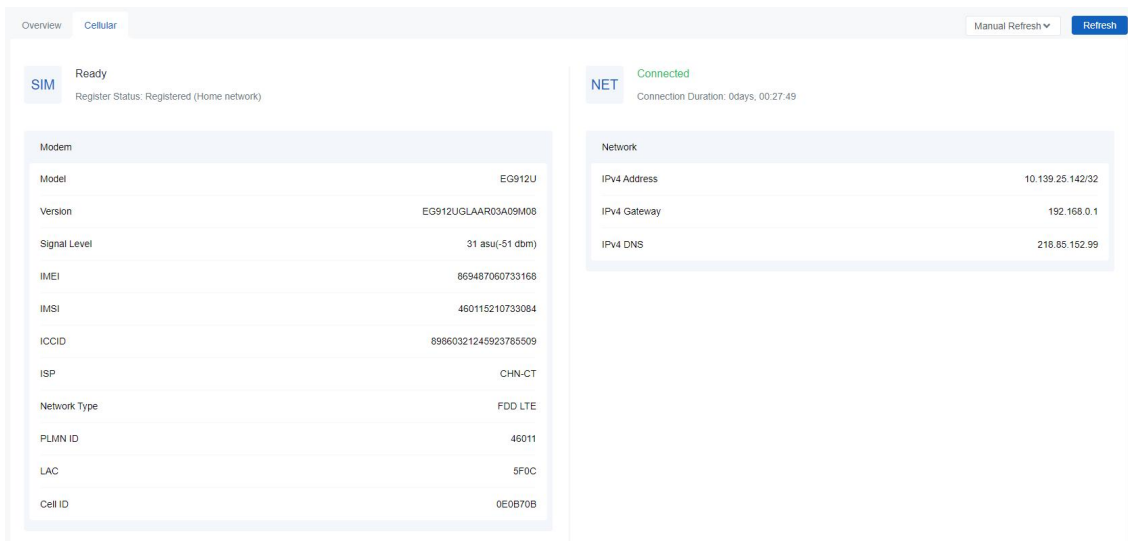 Overview Cellular Manual Refresh Refresh
SIM
Ready
Register Status: Registered (Home network)
NET
Connected
Connection Duration: 0days, 00:27:49
Modem
Model EG912U
Version EG912UGLAAR03A09M08
Signal Level 31 asu(-51 dbm)
IMEI 869487060733168
IMSI 460115210733084
ICCID 89860321245923785509
ISP CHN-CT
Network Type FDD LTE
PLMN ID 46011
LAC 5F0C
Cell ID 0E0B70B
Network
IPv4 Address 10.139.25.142/32
IPv4 Gateway 192.168.0.1
IPv4 DNS 218.85.152.99